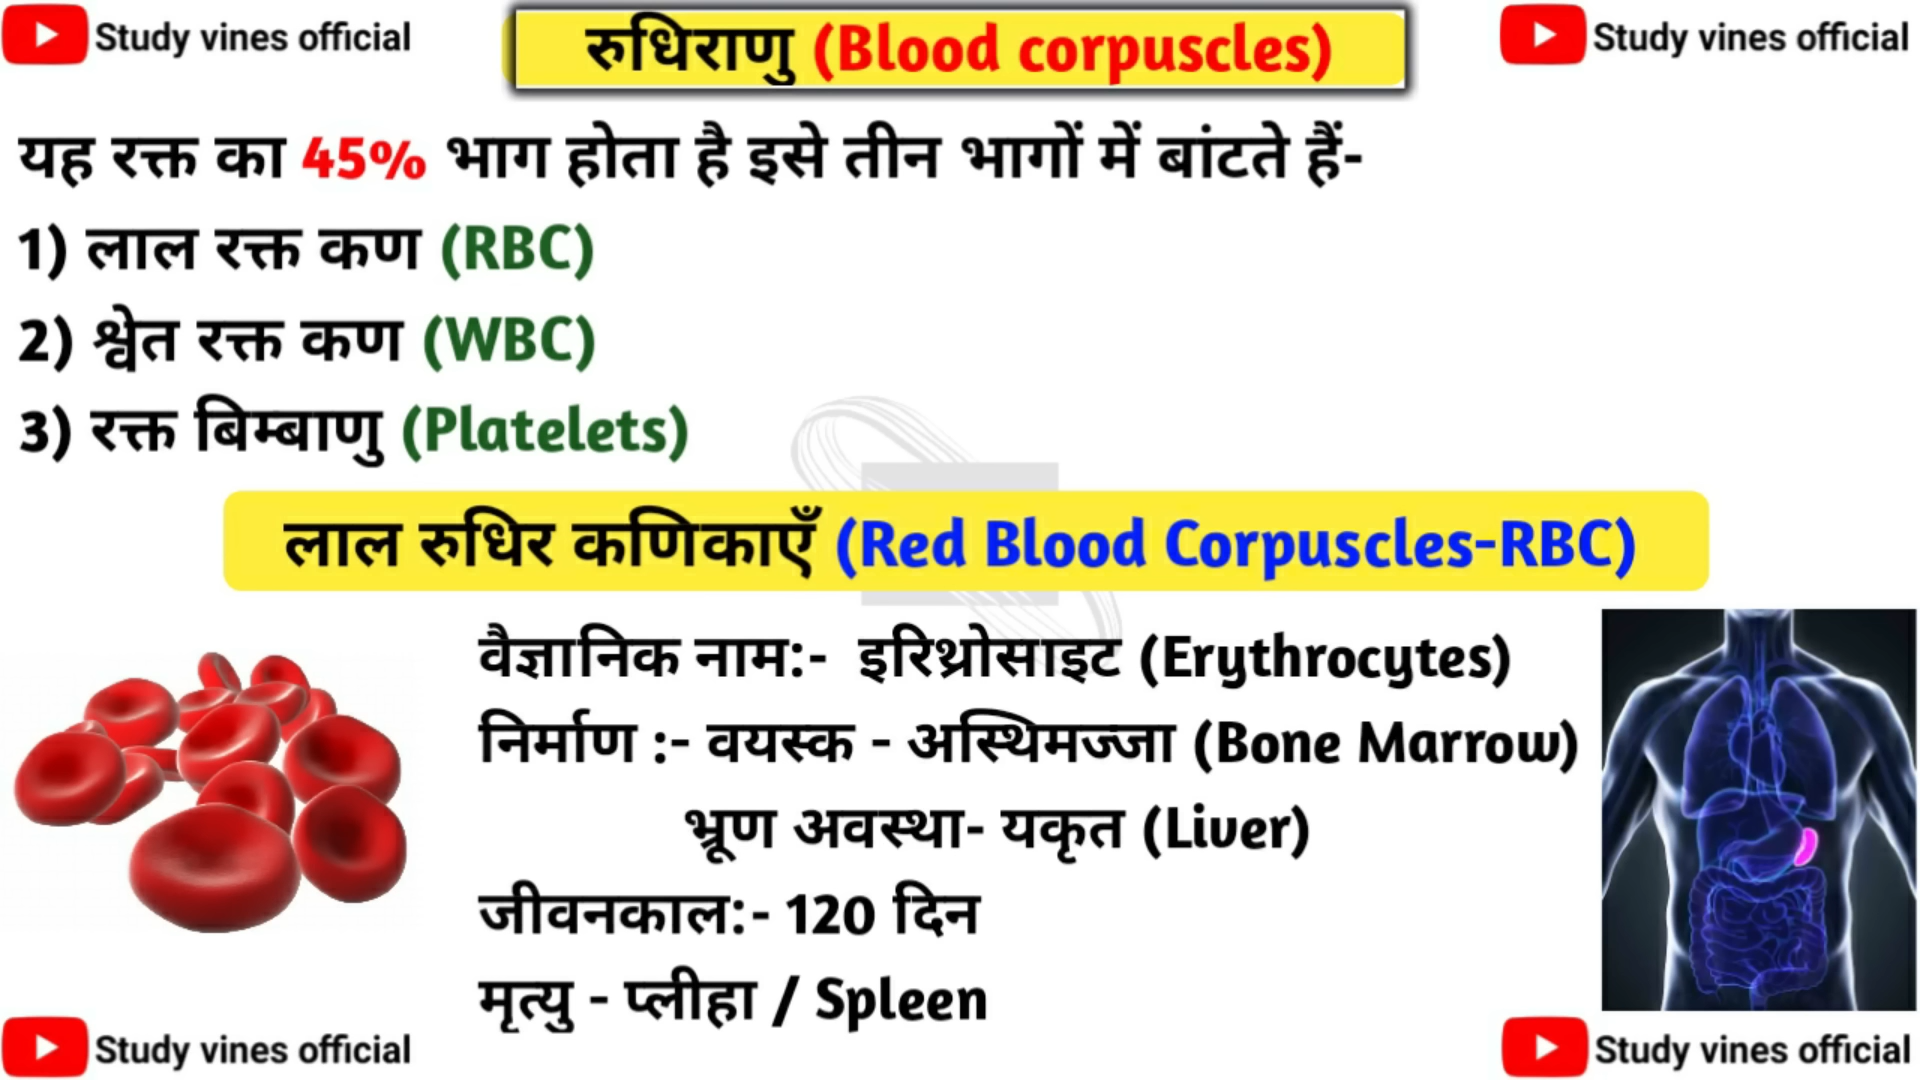 Study vines official
रुधिराणु (Blood corpuscles)
Study vines official
यह रक्त का 45% भाग होता है इसे तीन भागों में बांटते हैं-
1) लाल रक्त कण (RBC)
2) श्वेत रक्त कण (WBC)
3) रक्त बिम्बाणु (Platelets)
लाल रुधिर कणिकाएँ (Red Blood Corpuscles-RBC)
वैज्ञानिक नाम:- इरिथ्रोसाइट (Erythrocytes)
निर्माण :- वयस्क - अस्थिमज्जा (Bone Marrow)
भ्रूण अवस्था- यकृत (Liver)
जीवनकाल:- 120 दिन
मृत्यु - प्लीहा / Spleen
Study vines official
Study vines official